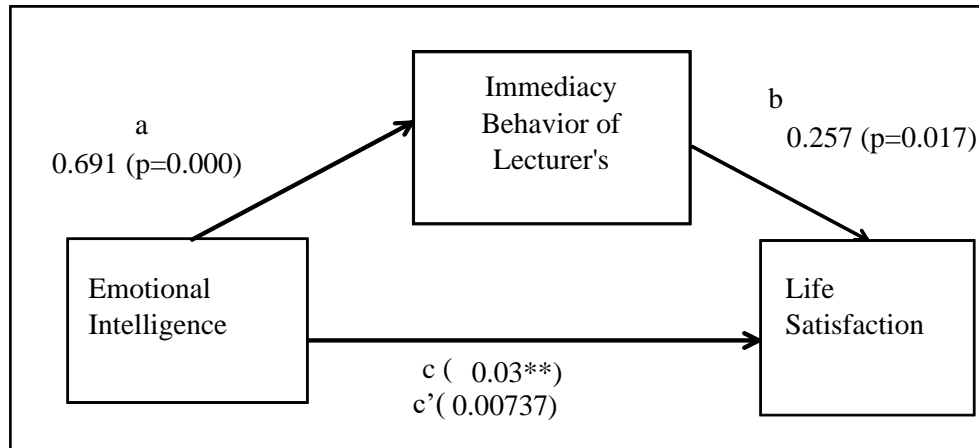 Immediacy
Behavior of
Lecturer's
a
0.691 (p=0.000)
b
0.257 (p=0.017)
Emotional
Intelligence
Life
Satisfaction
c ( 0.03**)
c’( 0.00737)